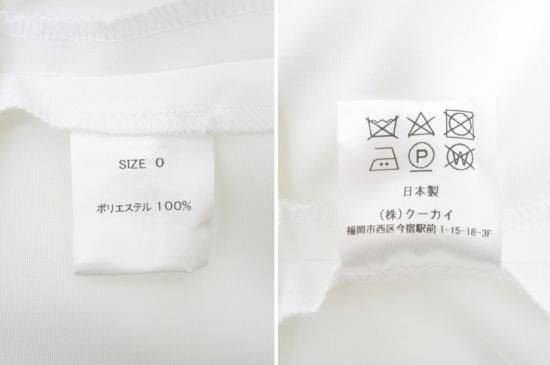 SIZE 0
ポリエステル 100%
P
W
日本製
(株)クーカイ
福岡市西区今宿駅前 1-15-18-3F